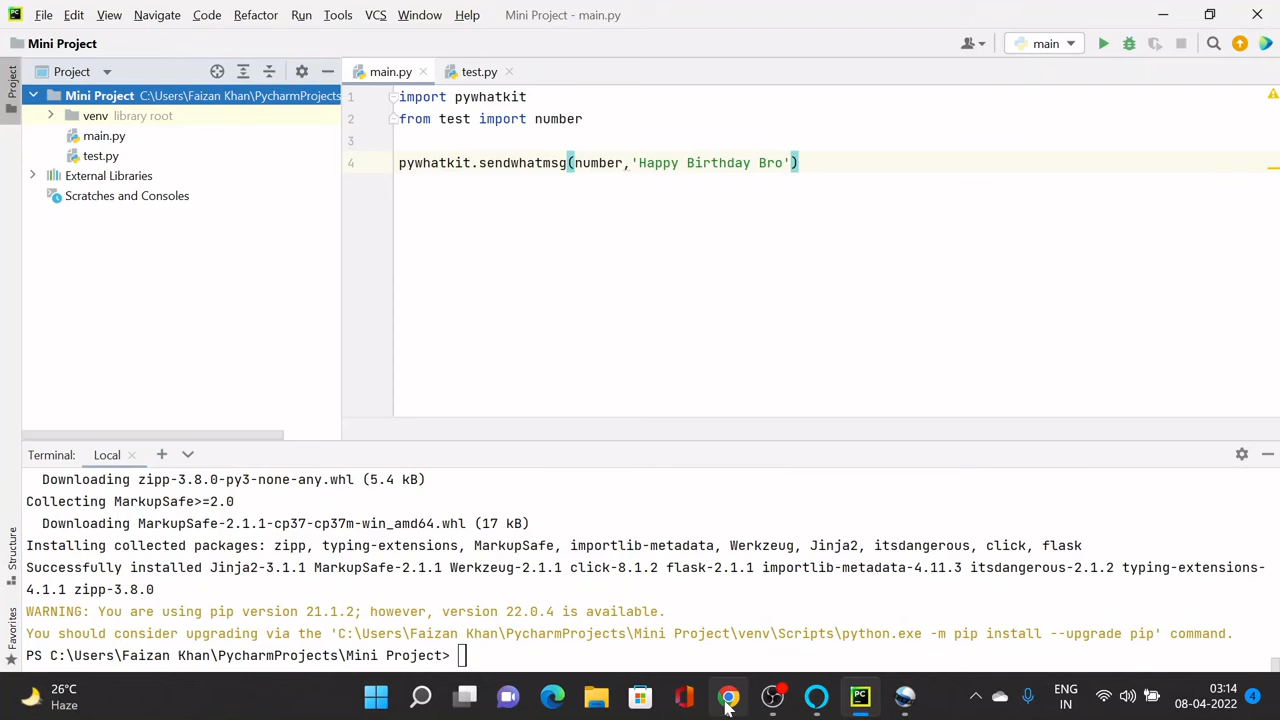 File Edit View Navigate Code Refactor Run Tools VCS Window Help Mini Project - main.py
Mini Project main
Project main.py test.py
Mini Project C:\Users\Faizan Khan\PycharmProjects
venv library root
main.py
test.py
External Libraries
Scratches and Consoles
Project
1 import pywhatkit
2 from test import number
3
4 pywhatkit.sendwhatmsg(number,'Happy Birthday Bro')
Terminal: Local
Downloading zipp-3.8.0-py3-none-any.whl (5.4 kB)
Collecting MarkupSafe>=2.0
Downloading MarkupSafe-2.1.1-cp37-cp37m-win_amd64.whl (17 kB)
Installing collected packages: zipp, typing-extensions, MarkupSafe, importlib-metadata, Werkzeug, Jinja2, itsdangerous, click, flask
Successfully installed Jinja2-3.1.1 MarkupSafe-2.1.1 Werkzeug-2.1.1 click-8.1.2 flask-2.1.1 importlib-metadata-4.11.3 itsdangerous-2.1.2 typing-extensions-
4.1.1 zipp-3.8.0
WARNING: You are using pip version 21.1.2; however, version 22.0.4 is available.
You should consider upgrading via the 'C:\Users\Faizan Khan\PycharmProjects\Mini Project\venv\Scripts\python.exe -m pip install --upgrade pip' command.
PS C:\Users\Faizan Khan\PycharmProjects\Mini Project>
Structure
Favorites
26°C
Haze
ENG
IN
03:14
08-04-2022
4